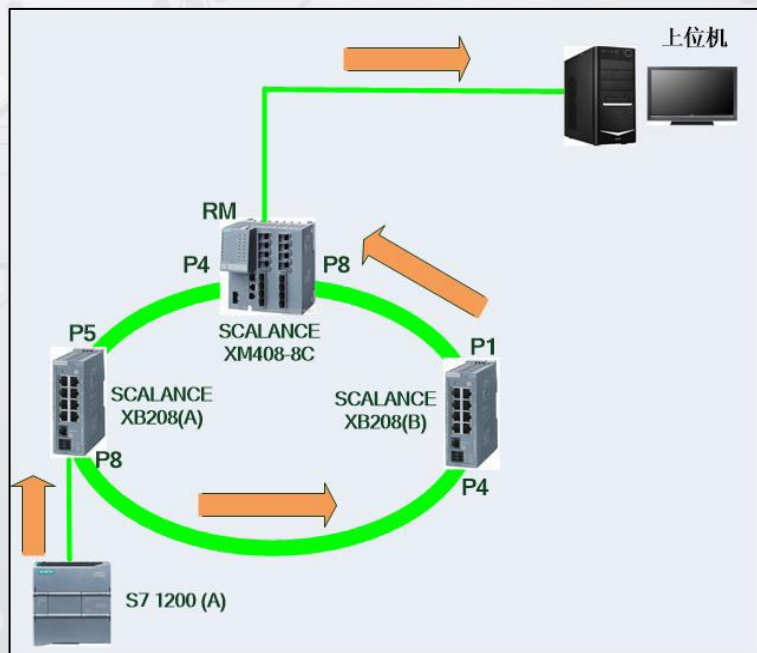 上位机
RM
P4
P8
SCALANCE
XM408-8C
P5
P1
SCALANCE
XB208(A)
SCALANCE
XB208(B)
P8
P4
S7 1200 (A)